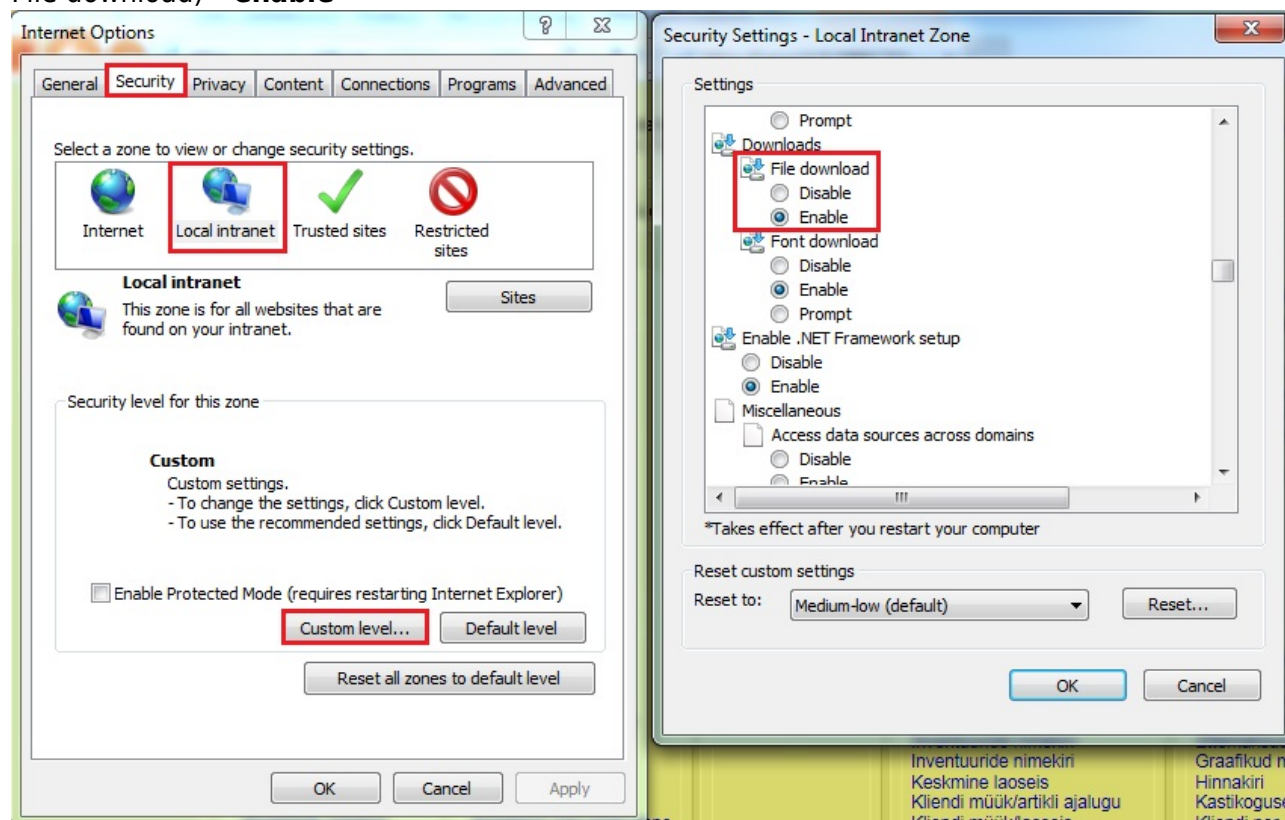 File download) - Enable
Internet Options
General Security Privacy Content Connections Programs Advanced
Select a zone to view or change security settings.
Internet Local intranet Trusted sites Restricted
sites
Local intranet
This zone is for all websites that are
found on your intranet.
Sites
Security level for this zone
Custom
Custom settings.
- To change the settings, click Custom level.
- To use the recommended settings, click Default level.
Enable Protected Mode (requires restarting Internet Explorer)
Custom level... Default level
Reset all zones to default level
OK Cancel Apply
Security Settings - Local Intranet Zone
Settings
Prompt
Downloads
File download
Disable
Enable
Font download
Disable
Enable
Prompt
Enable .NET Framework setup
Disable
Enable
Miscellaneous
Access data sources across domains
Disable
Enable
*Takes effect after you restart your computer
Reset custom settings
Reset to: Medium-low (default) Reset...
OK Cancel
Inventuuride nimekiri
Keskmine laoseis
Kliendi müük/artikli ajalugu
Graafikud
Hinnakiri